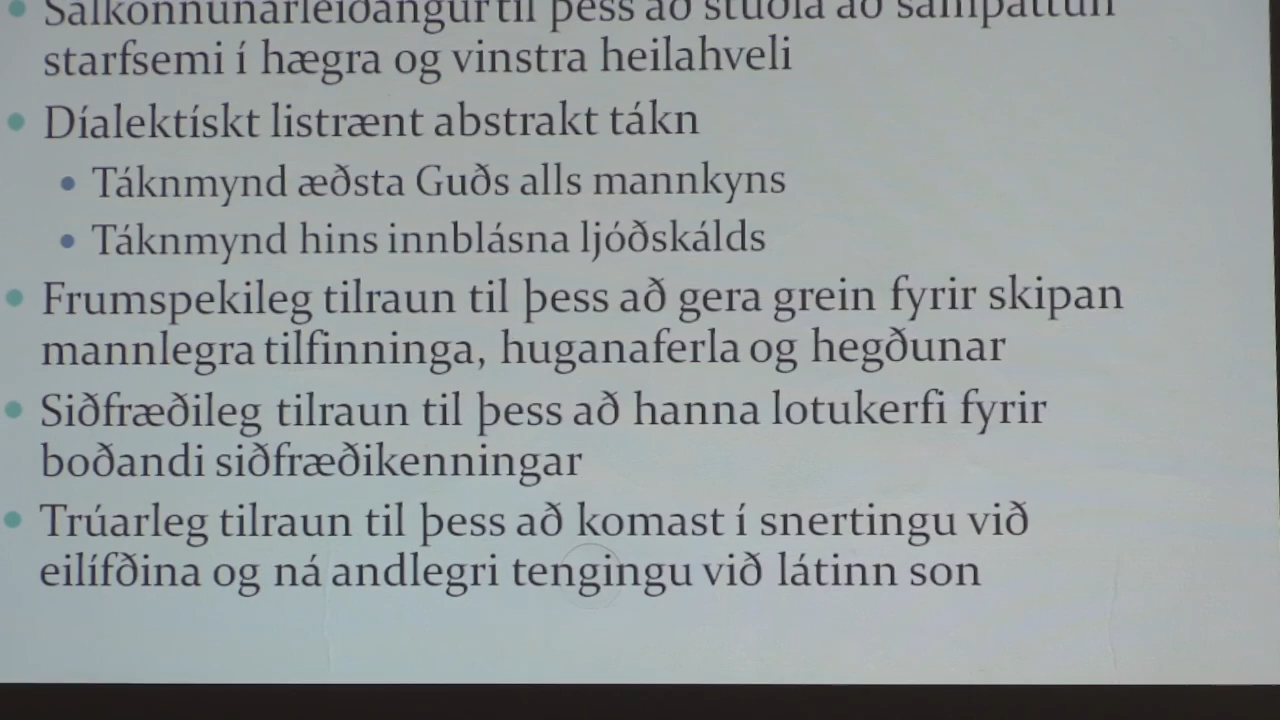 Sálkönnunarleiðangur til þess að stuðla að samþættun
starfsemi í hægra og vinstra heilahveli
Díalektískt listrænt abstrakt tákn
Táknmynd æðsta Guðs alls mannkyns
Táknmynd hins innblásna ljóðskálds
Frumspekileg tilraun til þess að gera grein fyrir skipan
mannlegra tilfinninga, huganaferla og hegðunar
Siðfræðileg tilraun til þess að hanna lotukerfi fyrir
boðandi siðfræðikenningar
Trúarleg tilraun til þess að komast í snertingu við
eilífðina og ná andlegri tengingu við látinn son